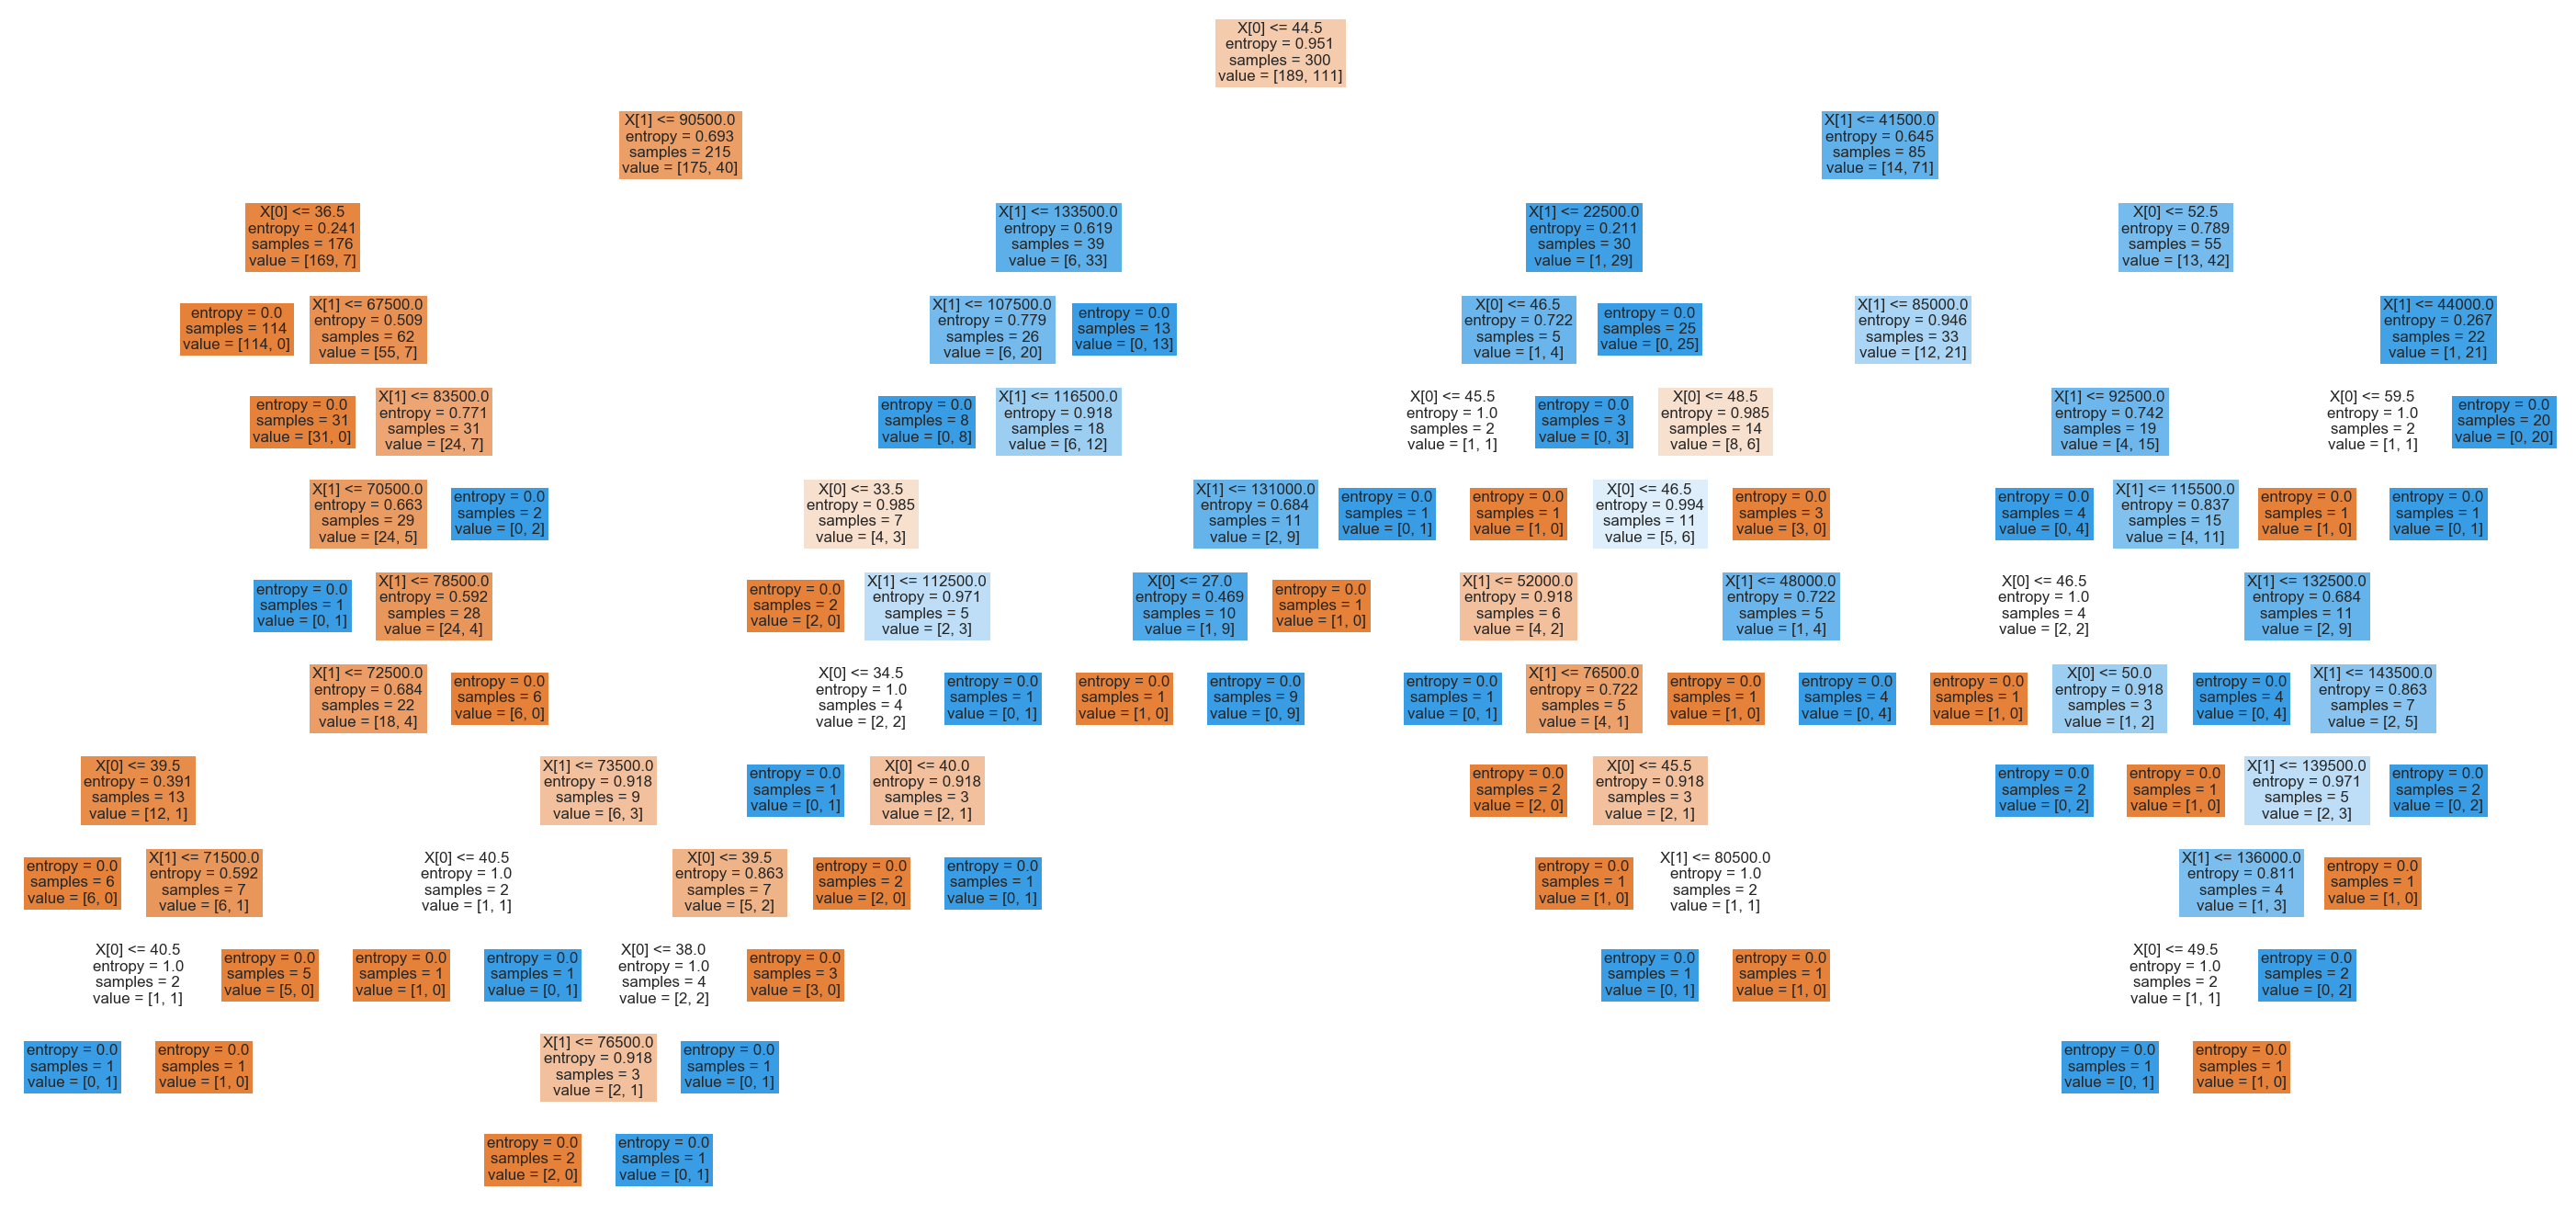 X[0] <= 44.5
entropy = 0.951
samples = 300
value = [189, 111]
X[1] <= 90500.0
entropy = 0.693
samples = 215
value = [175, 40]
X[1] <= 41500.0
entropy = 0.645
samples = 85
value = [14, 71]
X[0] <= 36.5
entropy = 0.241
samples = 176
value = [169, 7]
X[1] <= 133500.0
entropy = 0.619
samples = 39
value = [6, 33]
X[1] <= 22500.0
entropy = 0.211
samples = 30
value = [1, 29]
X[0] <= 52.5
entropy = 0.789
samples = 55
value = [13, 42]
entropy = 0.0
samples = 114
value = [114, 0]
X[1] <= 67500.0
entropy = 0.509
samples = 62
value = [55, 7]
X[1] <= 107500.0
entropy = 0.779
samples = 26
value = [6, 20]
entropy = 0.0
samples = 13
value = [0, 13]
X[0] <= 46.5
entropy = 0.722
samples = 5
value = [1, 4]
entropy = 0.0
samples = 25
value = [0, 25]
X[1] <= 85000.0
entropy = 0.946
samples = 33
value = [12, 21]
X[1] <= 44000.0
entropy = 0.267
samples = 22
value = [1, 21]
entropy = 0.0
samples = 31
value = [31, 0]
X[1] <= 83500.0
entropy = 0.771
samples = 31
value = [24, 7]
entropy = 0.0
samples = 8
value = [0, 8]
X[1] <= 116500.0
entropy = 0.918
samples = 18
value = [6, 12]
X[0] <= 45.5
entropy = 1.0
samples = 2
value = [1, 1]
entropy = 0.0
samples = 3
value = [0, 3]
X[0] <= 48.5
entropy = 0.985
samples = 14
value = [8, 6]
X[1] <= 92500.0
entropy = 0.742
samples = 19
value = [4, 15]
X[0] <= 59.5
entropy = 1.0
samples = 2
value = [1, 1]
entropy = 0.0
samples = 20
value = [0, 20]
X[1] <= 70500.0
entropy = 0.663
samples = 29
value = [24, 5]
entropy = 0.0
samples = 2
value = [0, 2]
X[0] <= 33.5
entropy = 0.985
samples = 7
value = [4, 3]
X[1] <= 131000.0
entropy = 0.684
samples = 11
value = [2, 9]
entropy = 0.0
samples = 1
value = [0, 1]
entropy = 0.0
samples = 1
value = [1, 0]
X[0] <= 46.5
entropy = 0.994
samples = 11
value = [5, 6]
entropy = 0.0
samples = 3
value = [3, 0]
entropy = 0.0
samples = 4
value = [0, 4]
X[1] <= 115500.0
entropy = 0.837
samples = 15
value = [4, 11]
entropy = 0.0
samples = 1
value = [1, 0]
entropy = 0.0
samples = 1
value = [0, 1]
entropy = 0.0
samples = 1
value = [0, 1]
X[1] <= 78500.0
entropy = 0.592
samples = 28
value = [24, 4]
entropy = 0.0
samples = 2
value = [2, 0]
X[1] <= 112500.0
entropy = 0.971
samples = 5
value = [2, 3]
X[0] <= 27.0
entropy = 0.469
samples = 10
value = [1, 9]
entropy = 0.0
samples = 1
value = [1, 0]
X[1] <= 52000.0
entropy = 0.918
samples = 6
value = [4, 2]
X[1] <= 48000.0
entropy = 0.722
samples = 5
value = [1, 4]
X[0] <= 46.5
entropy = 1.0
samples = 4
value = [2, 2]
X[1] <= 132500.0
entropy = 0.684
samples = 11
value = [2, 9]
X[1] <= 72500.0
entropy = 0.684
samples = 22
value = [18, 4]
entropy = 0.0
samples = 6
value = [6, 0]
X[0] <= 34.5
entropy = 1.0
samples = 4
value = [2, 2]
entropy = 0.0
samples = 1
value = [0, 1]
entropy = 0.0
samples = 1
value = [1, 0]
entropy = 0.0
samples = 9
value = [0, 9]
entropy = 0.0
samples = 1
value = [0, 1]
X[1] <= 76500.0
entropy = 0.722
samples = 5
value = [4, 1]
entropy = 0.0
samples = 1
value = [1, 0]
entropy = 0.0
samples = 4
value = [0, 4]
entropy = 0.0
samples = 1
value = [1, 0]
X[0] <= 50.0
entropy = 0.918
samples = 3
value = [1, 2]
entropy = 0.0
samples = 4
value = [0, 4]
X[1] <= 143500.0
entropy = 0.863
samples = 7
value = [2, 5]
X[0] <= 39.5
entropy = 0.391
samples = 13
value = [12, 1]
X[1] <= 73500.0
entropy = 0.918
samples = 9
value = [6, 3]
entropy = 0.0
samples = 1
value = [0, 1]
X[0] <= 40.0
entropy = 0.918
samples = 3
value = [2, 1]
entropy = 0.0
samples = 2
value = [2, 0]
X[0] <= 45.5
entropy = 0.918
samples = 3
value = [2, 1]
entropy = 0.0
samples = 2
value = [0, 2]
entropy = 0.0
samples = 1
value = [1, 0]
X[1] <= 139500.0
entropy = 0.971
samples = 5
value = [2, 3]
entropy = 0.0
samples = 2
value = [0, 2]
entropy = 0.0
samples = 6
value = [6, 0]
X[1] <= 71500.0
entropy = 0.592
samples = 7
value = [6, 1]
X[0] <= 40.5
entropy = 1.0
samples = 2
value = [1, 1]
X[0] <= 39.5
entropy = 0.863
samples = 7
value = [5, 2]
entropy = 0.0
samples = 2
value = [2, 0]
entropy = 0.0
samples = 1
value = [0, 1]
entropy = 0.0
samples = 1
value = [1, 0]
X[1] <= 80500.0
entropy = 1.0
samples = 2
value = [1, 1]
X[1] <= 136000.0
entropy = 0.811
samples = 4
value = [1, 3]
entropy = 0.0
samples = 1
value = [1, 0]
X[0] <= 40.5
entropy = 1.0
samples = 2
value = [1, 1]
entropy = 0.0
samples = 5
value = [5, 0]
entropy = 0.0
samples = 1
value = [1, 0]
entropy = 0.0
samples = 1
value = [0, 1]
X[0] <= 38.0
entropy = 1.0
samples = 4
value = [2, 2]
entropy = 0.0
samples = 3
value = [3, 0]
entropy = 0.0
samples = 1
value = [0, 1]
entropy = 0.0
samples = 1
value = [1, 0]
X[0] <= 49.5
entropy = 1.0
samples = 2
value = [1, 1]
entropy = 0.0
samples = 2
value = [0, 2]
entropy = 0.0
samples = 1
value = [0, 1]
entropy = 0.0
samples = 1
value = [1, 0]
X[1] <= 76500.0
entropy = 0.918
samples = 3
value = [2, 1]
entropy = 0.0
samples = 1
value = [0, 1]
entropy = 0.0
samples = 1
value = [0, 1]
entropy = 0.0
samples = 1
value = [1, 0]
entropy = 0.0
samples = 2
value = [2, 0]
entropy = 0.0
samples = 1
value = [0, 1]